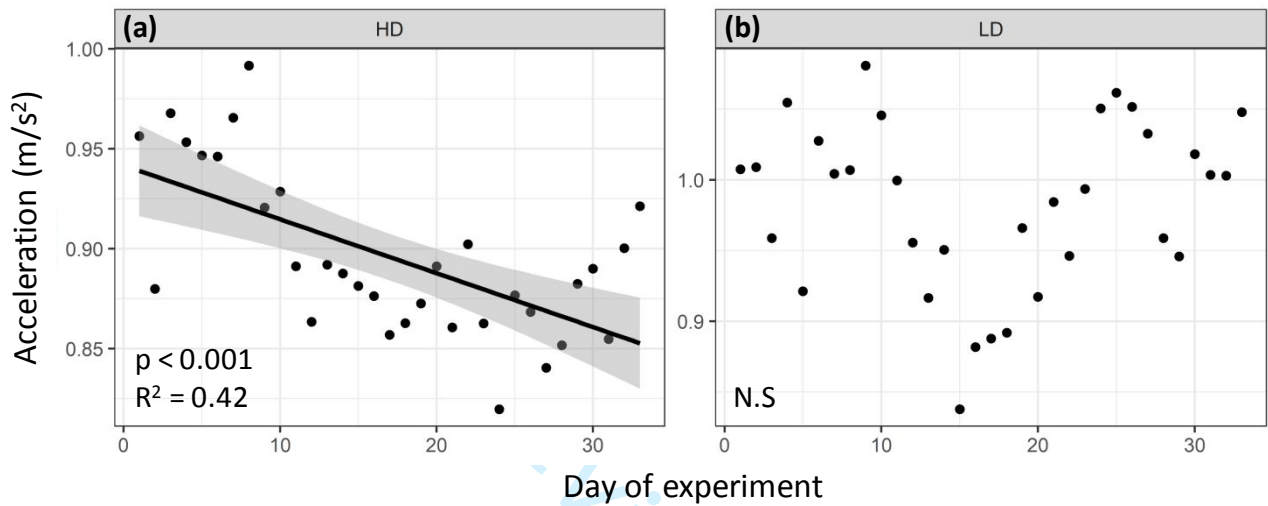 (a) HD
(b) LD
Acceleration (m/s²)
1.00
0.95
0.90
0.85
p < 0.001
R² = 0.42
0 10 20 30
1.0
0.9
N.S
0 10 20 30
Day of experiment